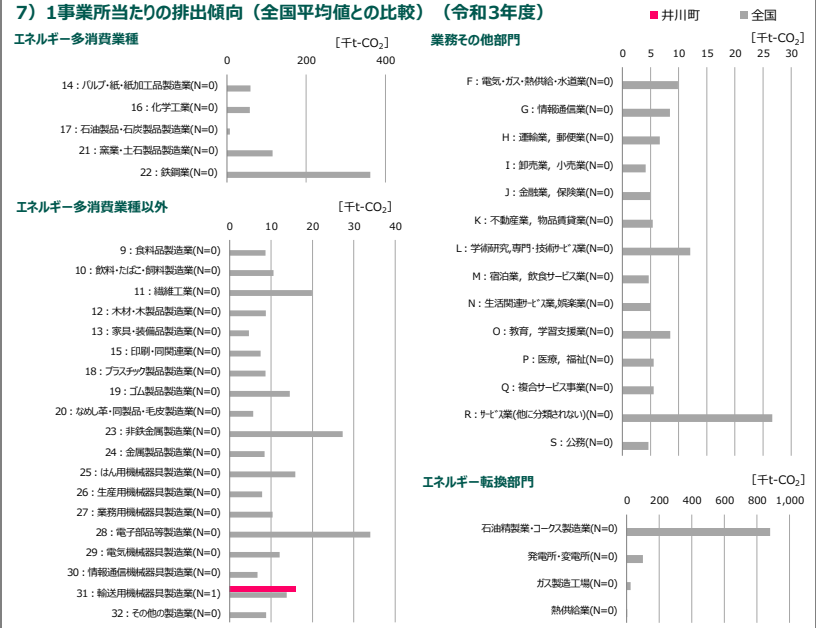 7）1事業所当たりの排出傾向（全国平均値との比較）（令和3年度）
井川町 全国
エネルギー多消費業種
[千t-CO₂]
0 200 400
14：パルプ・紙・紙加工品製造業(N=0)
16：化学工業(N=0)
17：石油製品・石炭製品製造業(N=0)
21：窯業・土石製品製造業(N=0)
22：鉄鋼業(N=0)
エネルギー多消費業種以外
[千t-CO₂]
0 10 20 30 40
9：食料品製造業(N=0)
10：飲料・たばこ・飼料製造業(N=0)
11：繊維工業(N=0)
12：木材・木製品製造業(N=0)
13：家具・装備品製造業(N=0)
15：印刷・同関連業(N=0)
18：プラスチック製品製造業(N=0)
19：ゴム製品製造業(N=0)
20：なめし革・同製品・毛皮製造業(N=0)
23：非鉄金属製造業(N=0)
24：金属製品製造業(N=0)
25：はん用機械器具製造業(N=0)
26：生産用機械器具製造業(N=0)
27：業務用機械器具製造業(N=0)
28：電子部品等製造業(N=0)
29：電気機械器具製造業(N=0)
30：情報通信機械器具製造業(N=0)
31：輸送用機械器具製造業(N=1)
32：その他の製造業(N=0)
業務その他部門
[千t-CO₂]
0 5 10 15 20 25 30
F：電気・ガス・熱供給・水道業(N=0)
G：情報通信業(N=0)
H：運輸業，郵便業(N=0)
I：卸売業，小売業(N=0)
J：金融業，保険業(N=0)
K：不動産業，物品賃貸業(N=0)
L：学術研究,専門・技術サービス業(N=0)
M：宿泊業，飲食サービス業(N=0)
N：生活関連サービス業,娯楽業(N=0)
O：教育，学習支援業(N=0)
P：医療，福祉(N=0)
Q：複合サービス事業(N=0)
R：サービス業(他に分類されない)(N=0)
S：公務(N=0)
エネルギー転換部門
[千t-CO₂]
0 200 400 600 800 1,000
石油精製業・コークス製造業(N=0)
発電所・変電所(N=0)
ガス製造工場(N=0)
熱供給業(N=0)